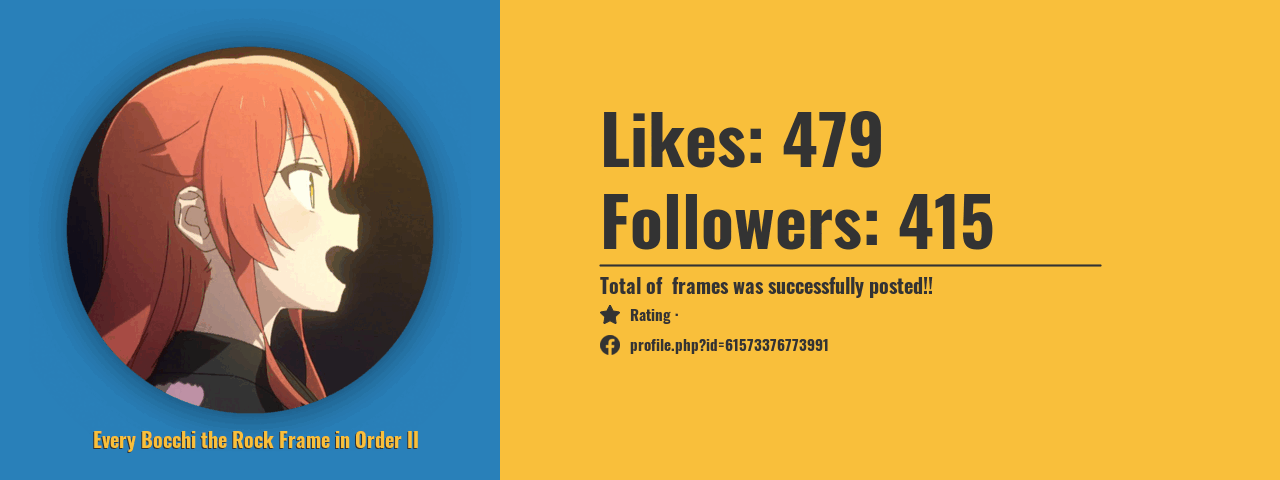 Likes: 479
Followers: 415
Total of  frames was successfully posted!!
Rating ·
profile.php?id=61573376773991
Every Bocchi the Rock Frame in Order II